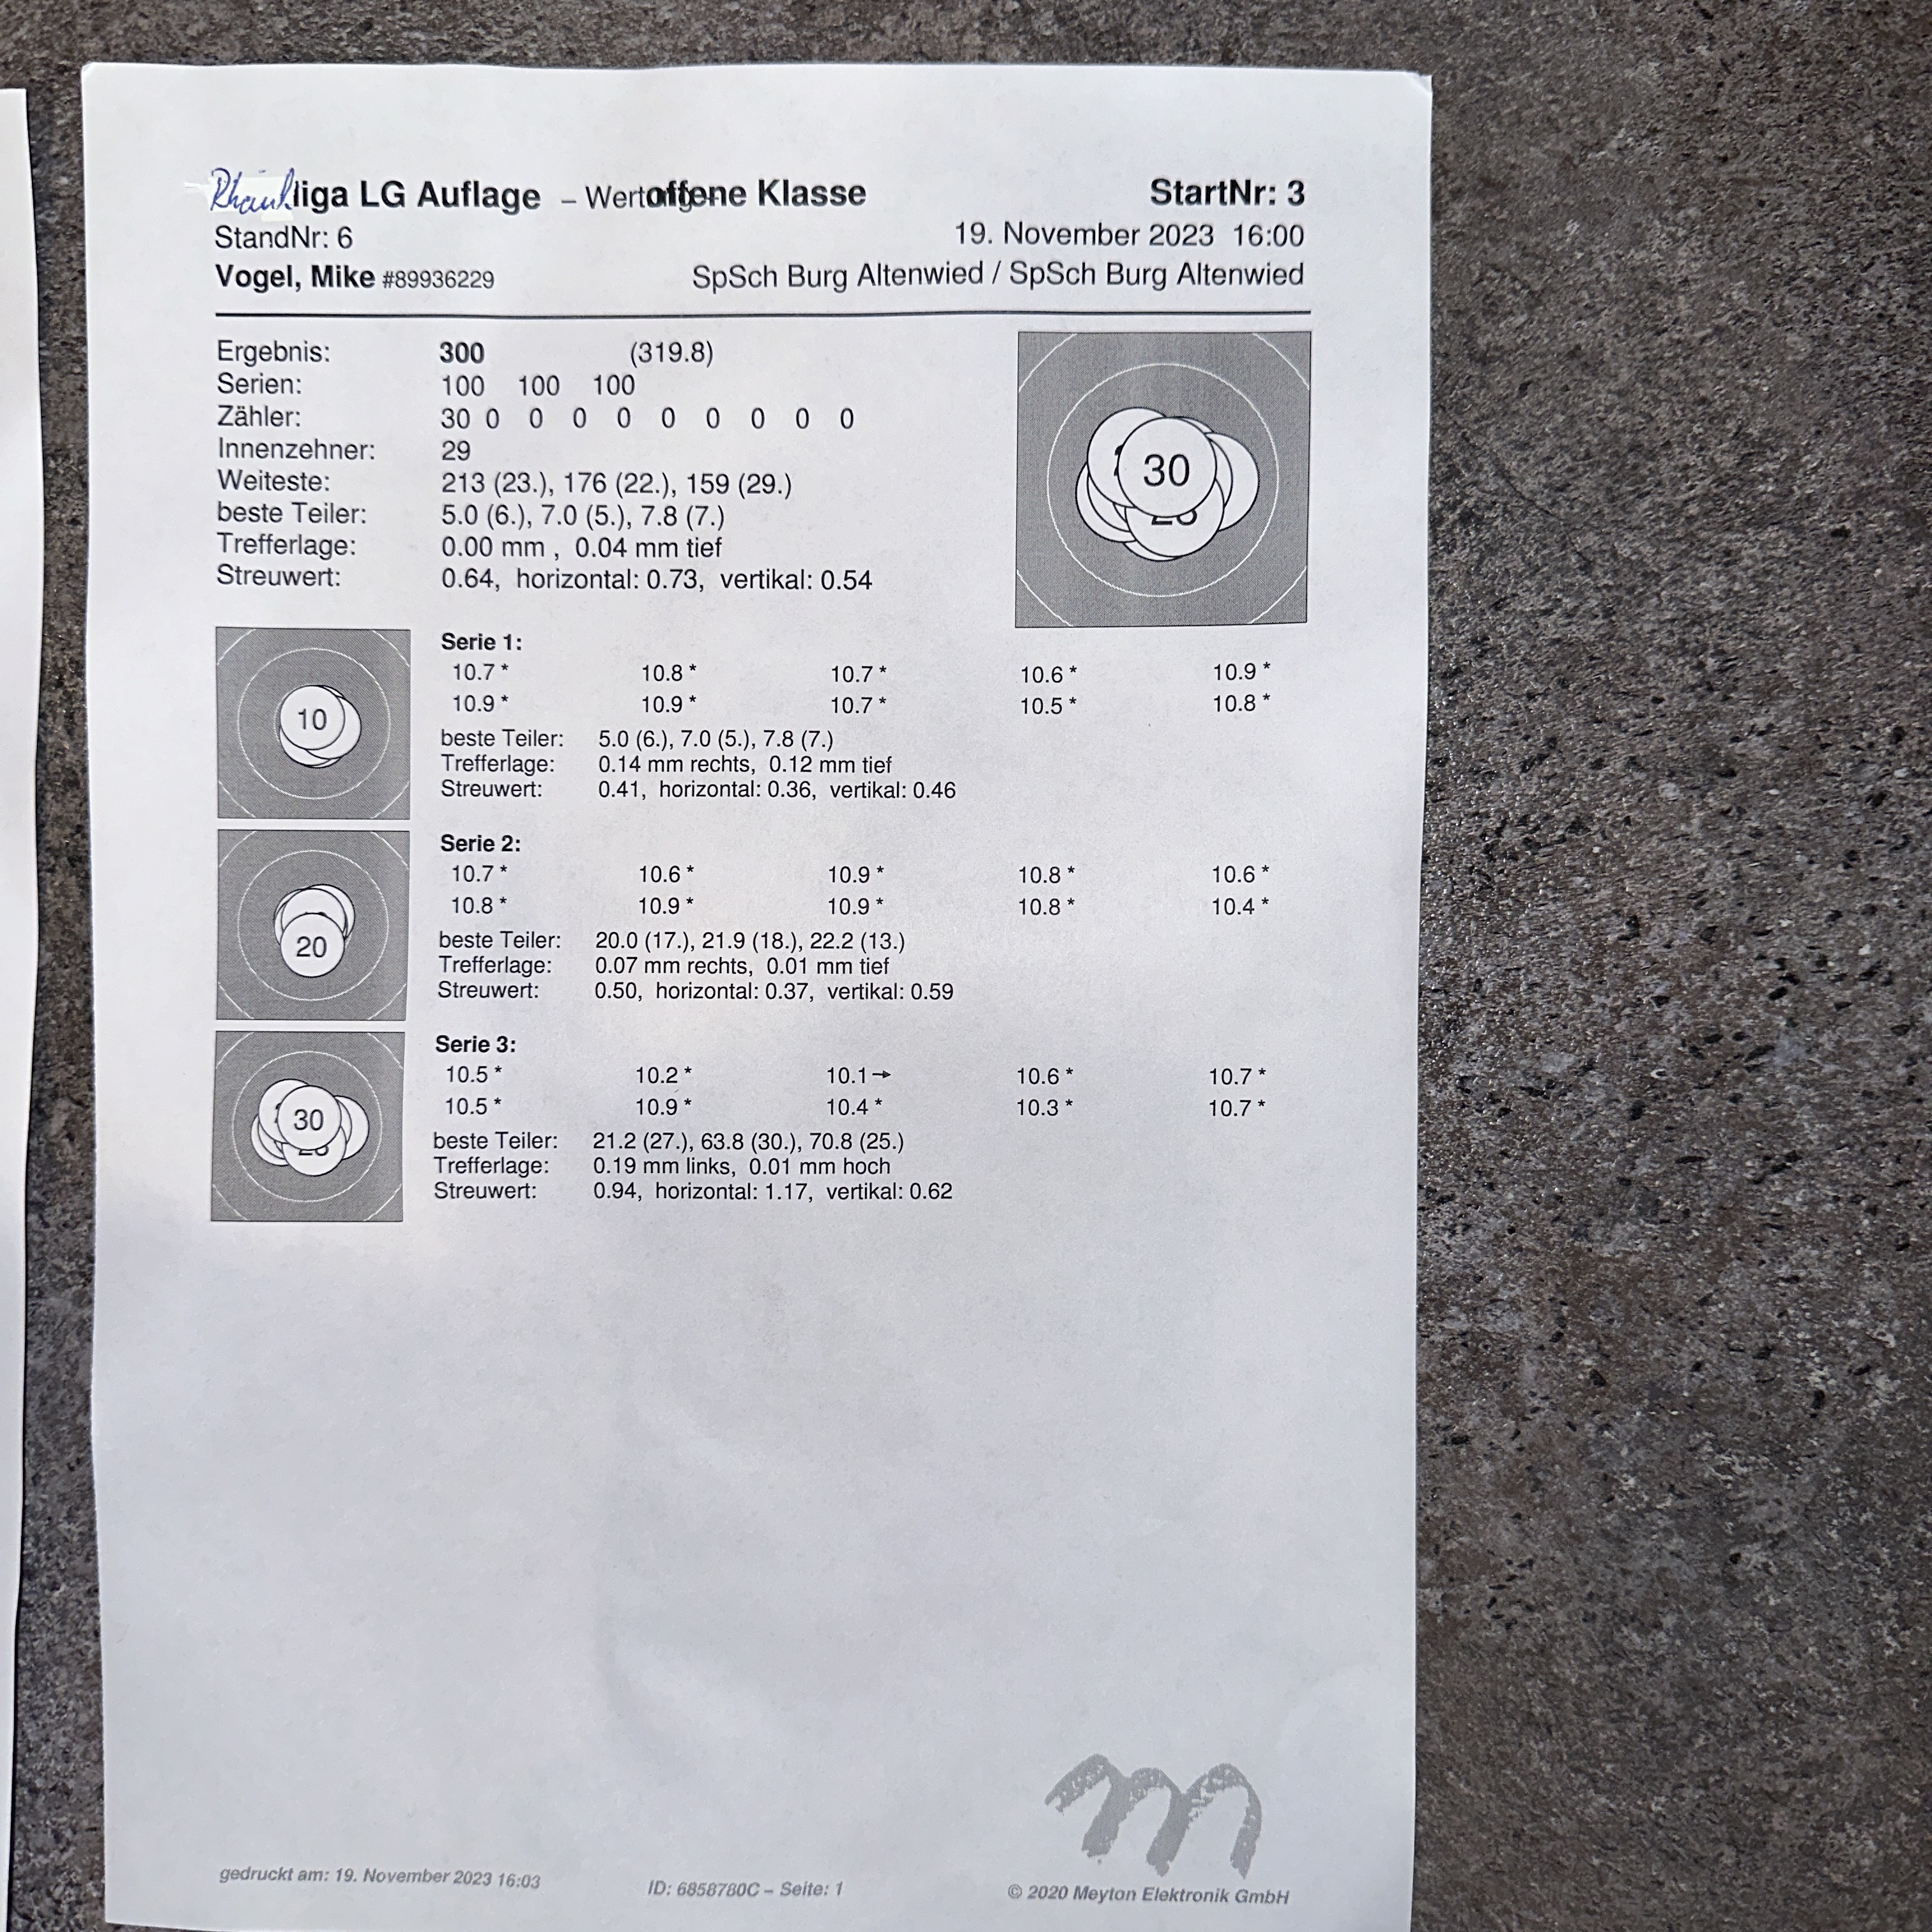 Rheinlliga LG Auflage – Wertung offene Klasse StartNr: 3
StandNr: 6 19. November 2023 16:00
Vogel, Mike #89936229 SpSch Burg Altenwied / SpSch Burg Altenwied
Ergebnis: 300 (319.8)
Serien: 100 100 100
Zähler: 30 0 0 0 0 0 0 0 0 0
Innenzehner: 29
Weiteste: 213 (23.), 176 (22.), 159 (29.)
beste Teiler: 5.0 (6.), 7.0 (5.), 7.8 (7.)
Trefferlage: 0.00 mm , 0.04 mm tief
Streuwert: 0.64, horizontal: 0.73, vertikal: 0.54
30
Serie 1:
10.7 * 10.8 * 10.7 * 10.6 * 10.9 *
10.9 * 10.9 * 10.7 * 10.5 * 10.8 *
beste Teiler: 5.0 (6.), 7.0 (5.), 7.8 (7.)
Trefferlage: 0.14 mm rechts, 0.12 mm tief
Streuwert: 0.41, horizontal: 0.36, vertikal: 0.46
10
Serie 2:
10.7 * 10.6 * 10.9 * 10.8 * 10.6 *
10.8 * 10.9 * 10.9 * 10.8 * 10.4 *
beste Teiler: 20.0 (17.), 21.9 (18.), 22.2 (13.)
Trefferlage: 0.07 mm rechts, 0.01 mm tief
Streuwert: 0.50, horizontal: 0.37, vertikal: 0.59
20
Serie 3:
10.5 * 10.2 * 10.1 → 10.6 * 10.7 *
10.5 * 10.9 * 10.4 * 10.3 * 10.7 *
beste Teiler: 21.2 (27.), 63.8 (30.), 70.8 (25.)
Trefferlage: 0.19 mm links, 0.01 mm hoch
Streuwert: 0.94, horizontal: 1.17, vertikal: 0.62
30
m
gedruckt am: 19. November 2023 16:03 ID: 6858780C – Seite: 1 © 2020 Meyton Elektronik GmbH